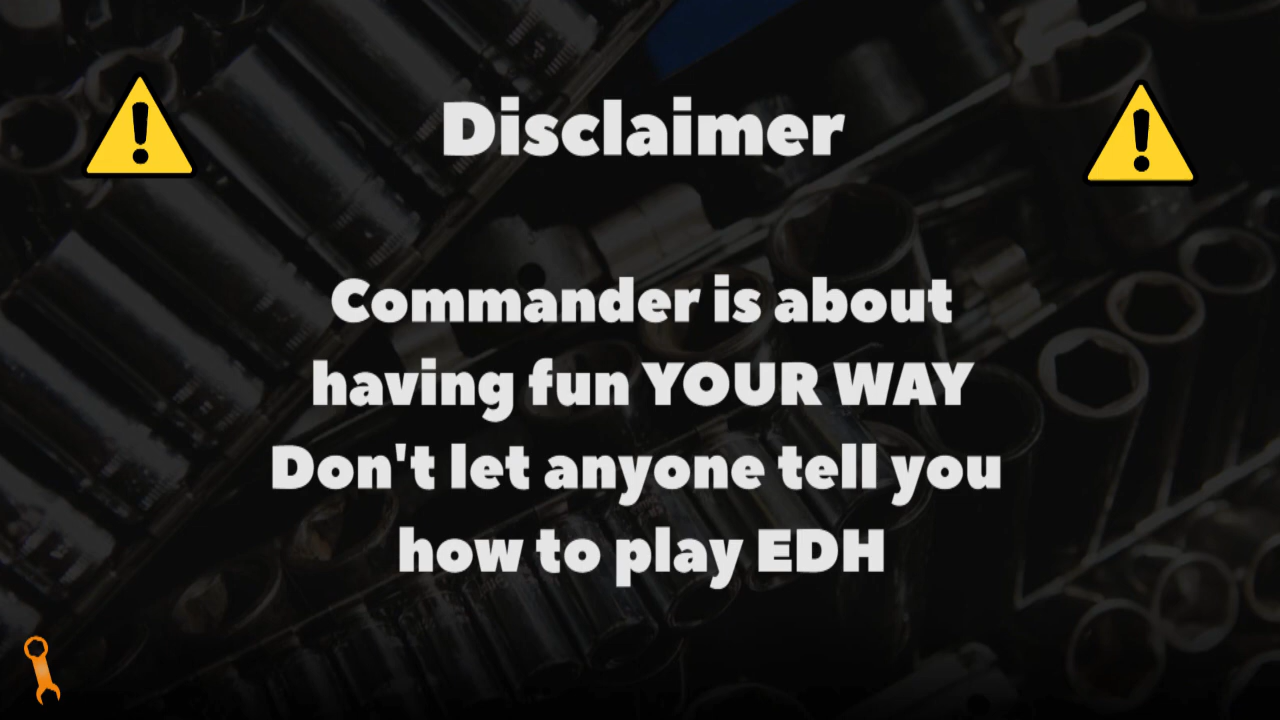 Disclaimer
Commander is about
having fun YOUR WAY
Don't let anyone tell you
how to play EDH